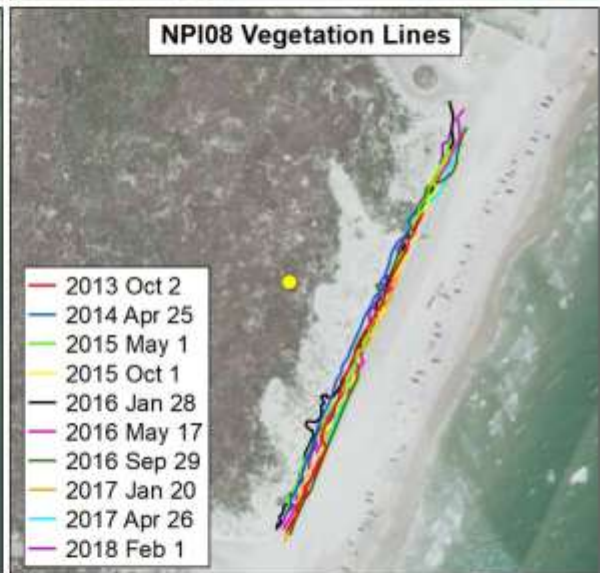 NPI08 Vegetation Lines
2013 Oct 2
2014 Apr 25
2015 May 1
2015 Oct 1
2016 Jan 28
2016 May 17
2016 Sep 29
2017 Jan 20
2017 Apr 26
2018 Feb 1